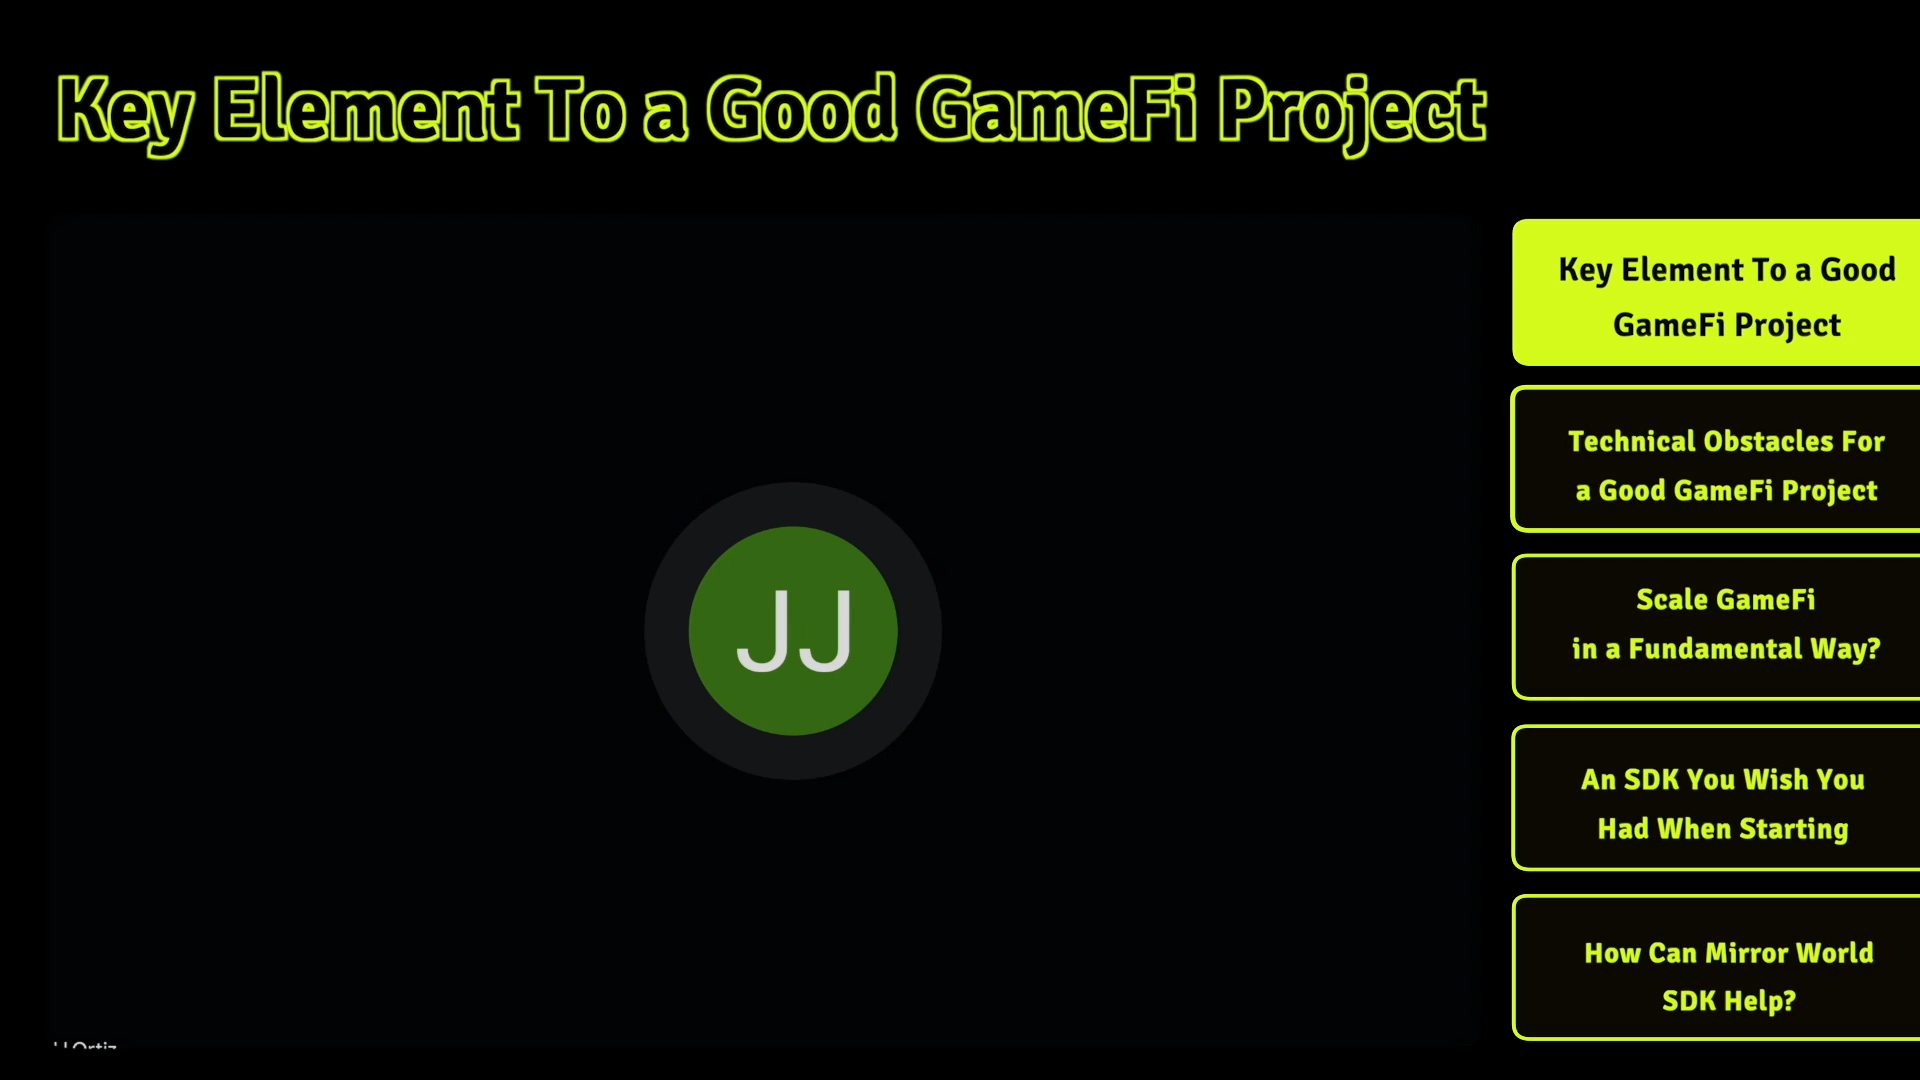 Key Element To a Good GameFi Project
JJ
JJ Ortiz
Key Element To a Good
GameFi Project
Technical Obstacles For
a Good GameFi Project
Scale GameFi
in a Fundamental Way?
An SDK You Wish You
Had When Starting
How Can Mirror World
SDK Help?